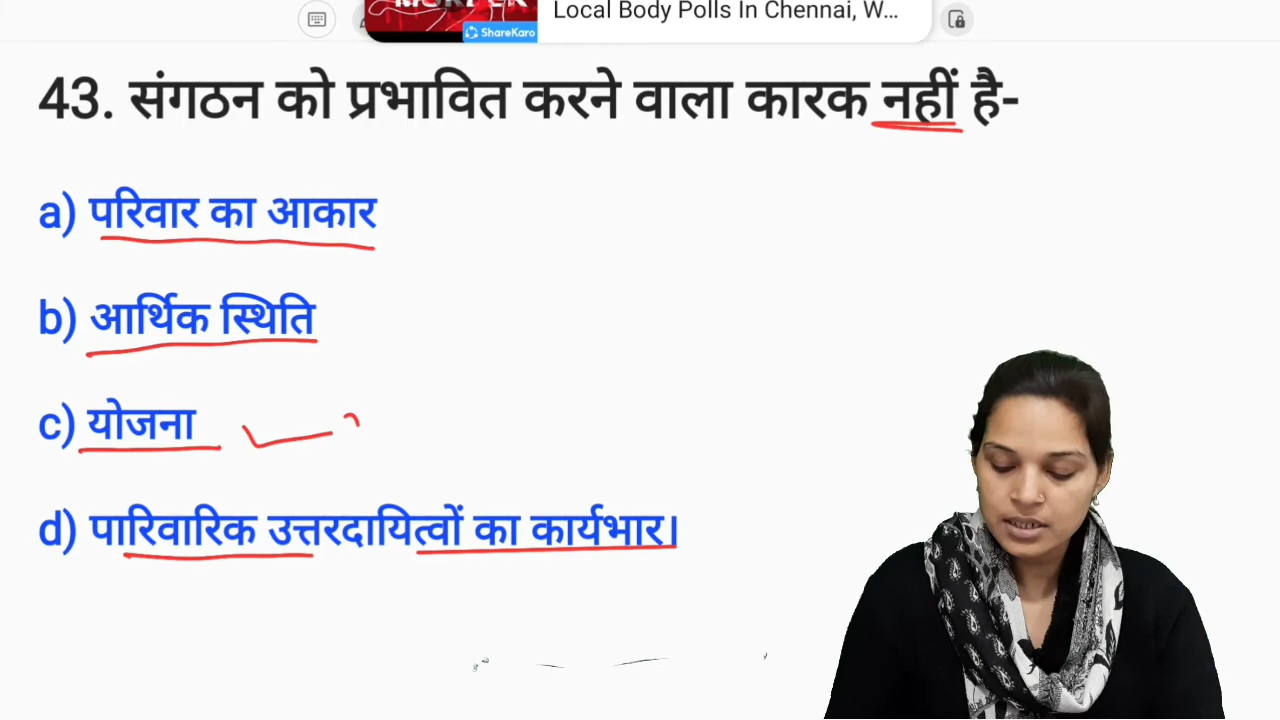 Local Body Polls In Chennai, W...
ShareKaro
43. संगठन को प्रभावित करने वाला कारक नहीं है-
a) परिवार का आकार
b) आर्थिक स्थिति
c) योजना
d) पारिवारिक उत्तरदायित्वों का कार्यभार।